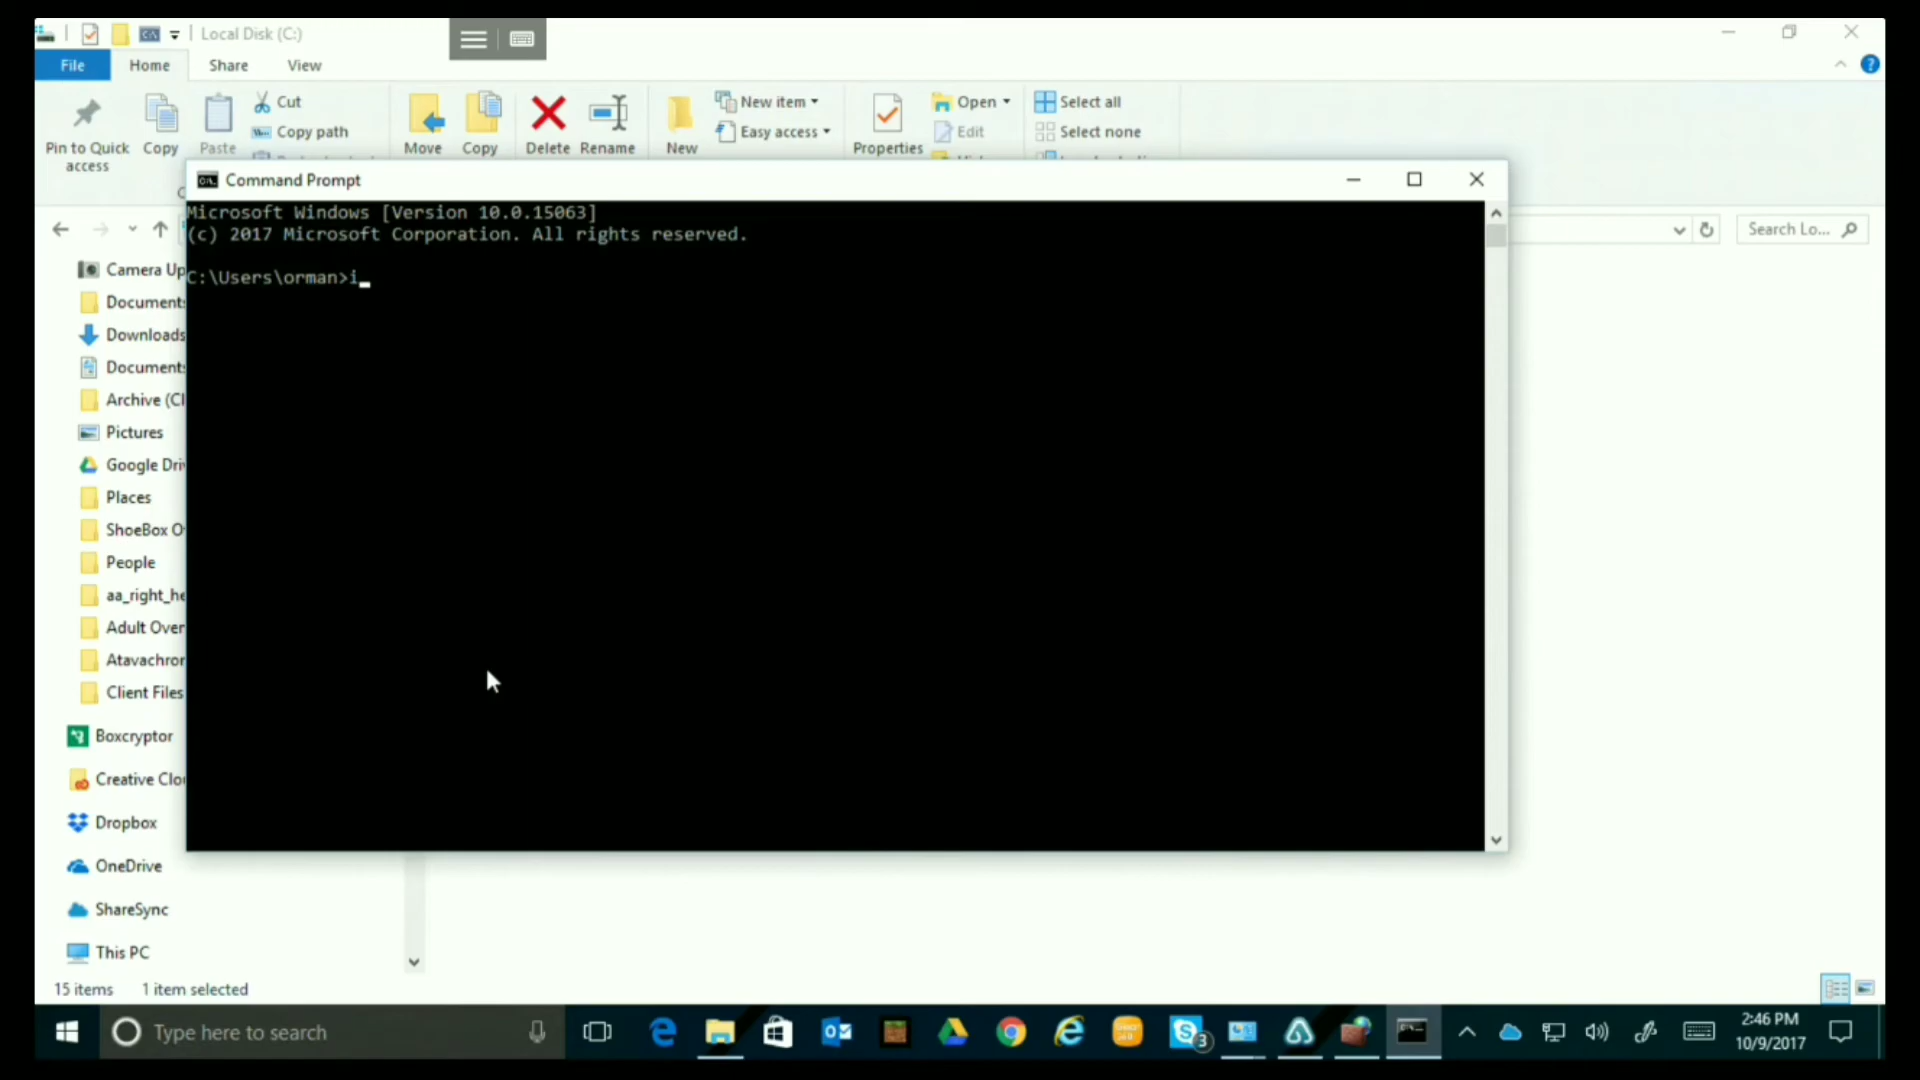 Local Disk (C:)
File Home Share View
Pin to Quick access
Copy
Paste
Cut
Copy path
Move
Copy
Delete
Rename
New
New item
Easy access
Properties
Open
Edit
Select all
Select none
Command Prompt
Microsoft Windows [Version 10.0.15063]
(c) 2017 Microsoft Corporation. All rights reserved.
C:\Users\orman>i
Search Lo...
Camera Up
Document
Downloads
Document
Archive (Cl
Pictures
Google Dri
Places
ShoeBox O
People
aa_right_he
Adult Over
Atavachror
Client Files
Boxcryptor
Creative Clo
Dropbox
OneDrive
ShareSync
This PC
15 items 1 item selected
Type here to search
3
2:46 PM
10/9/2017